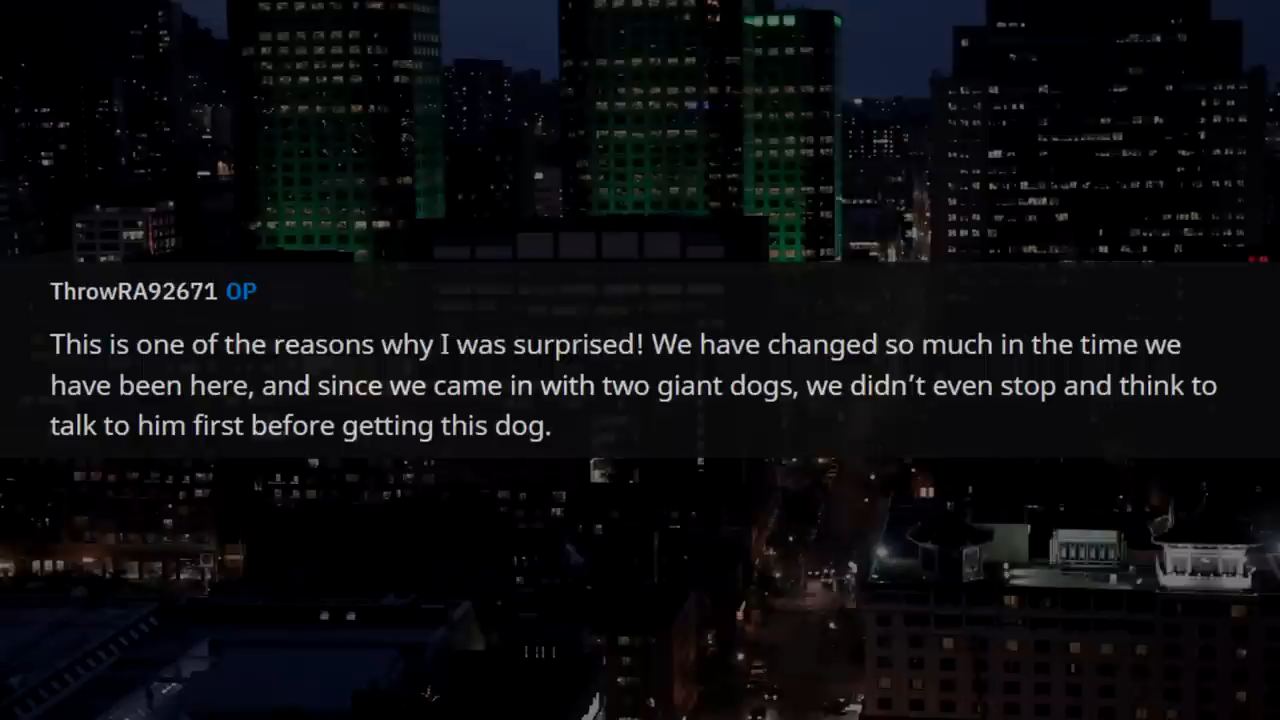 ThrowRA92671 OP
This is one of the reasons why I was surprised! We have changed so much in the time we
have been here, and since we came in with two giant dogs, we didn’t even stop and think to
talk to him first before getting this dog.